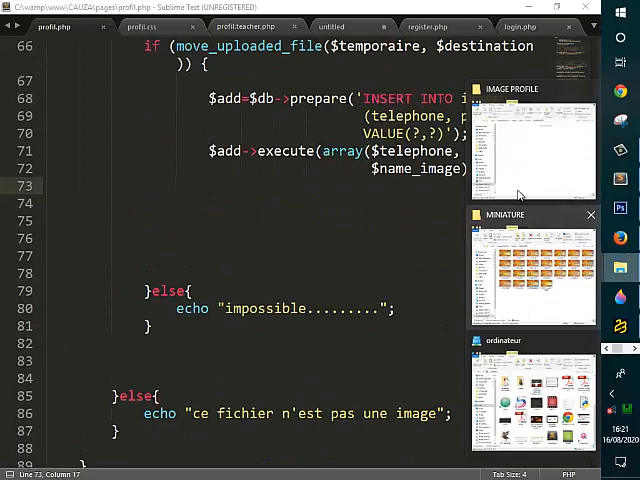 C:\wamp\www\CAUZA\pages\profil.php - Sublime Text (UNREGISTERED)
profil.php × profil.css × profil.teacher.php × untitled register.php × login.php ×
66 if (move_uploaded_file($temporaire, $destination
)) {
67
68 $add=$db->prepare('INSERT INTO i
69 (telephone, p
70 VALUE(?,?)');
71 $add->execute(array($telephone,
72 $name_image)
73
74
75
76
77
78
79 }else{
80 echo "impossible.........";
81 }
82
83
84
85 }else{
86 echo "ce fichier n'est pas une image";
87 }
88
89 }
IMAGE PROFILE
MINIATURE
ordinateur
Ps
16:21
16/08/2020
Line 73, Column 17
Tab Size: 4
PHP